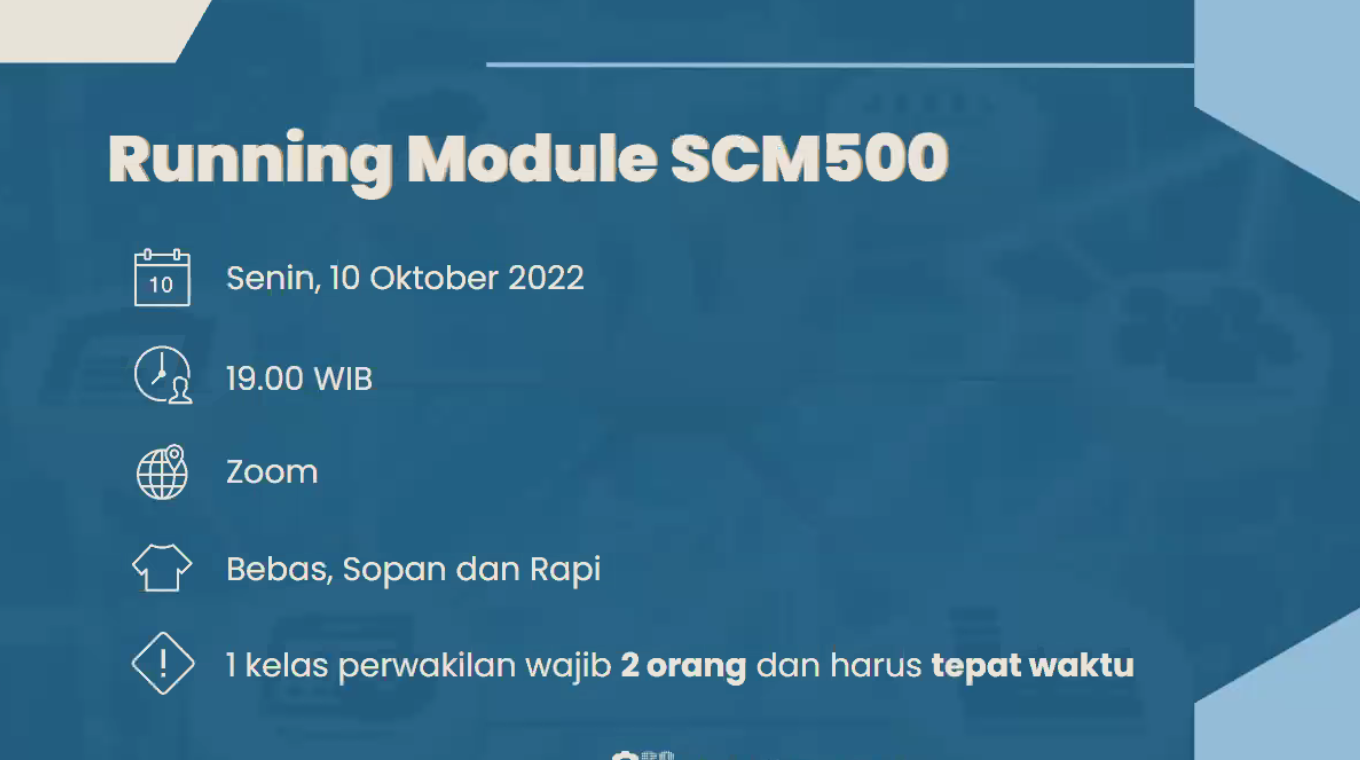 Running Module SCM500
10
Senin, 10 Oktober 2022
19.00 WIB
Zoom
Bebas, Sopan dan Rapi
1 kelas perwakilan wajib 2 orang dan harus tepat waktu